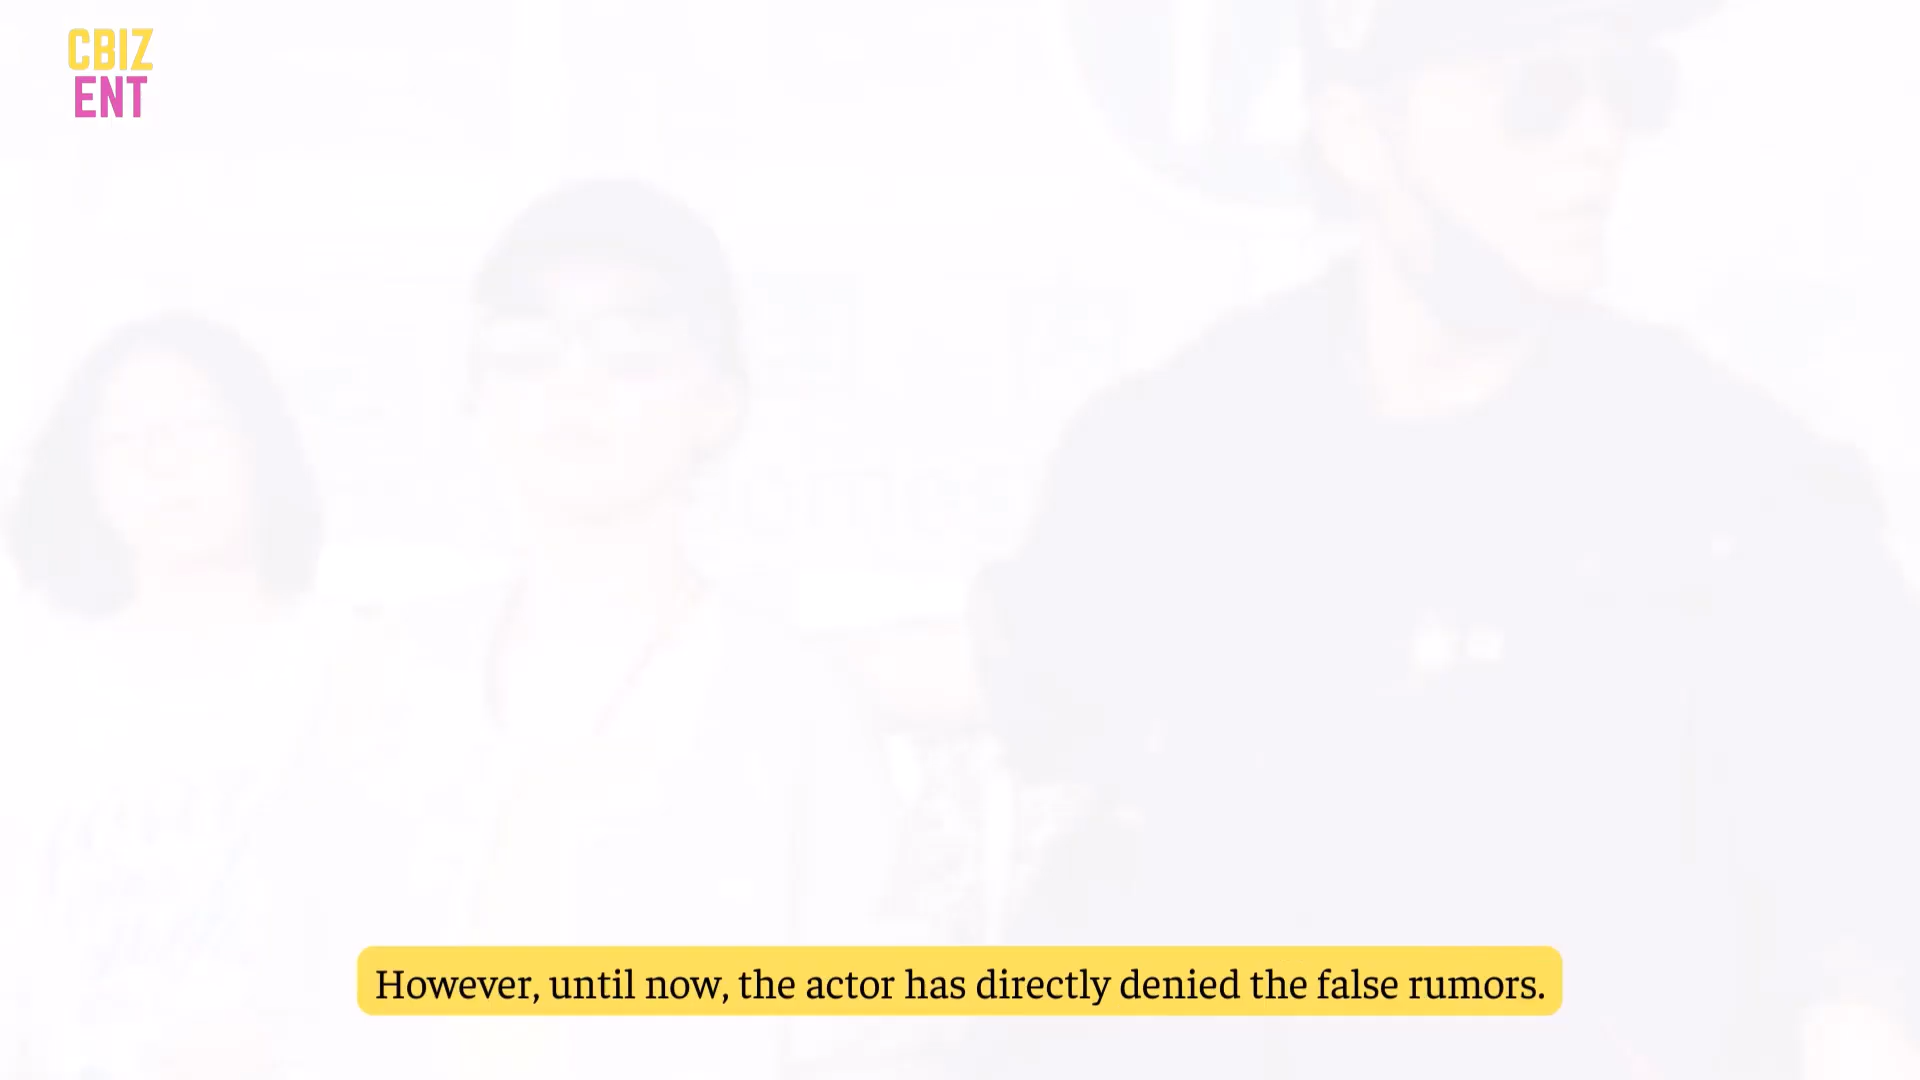 CBIZ
ENT
However, until now, the actor has directly denied the false rumors.